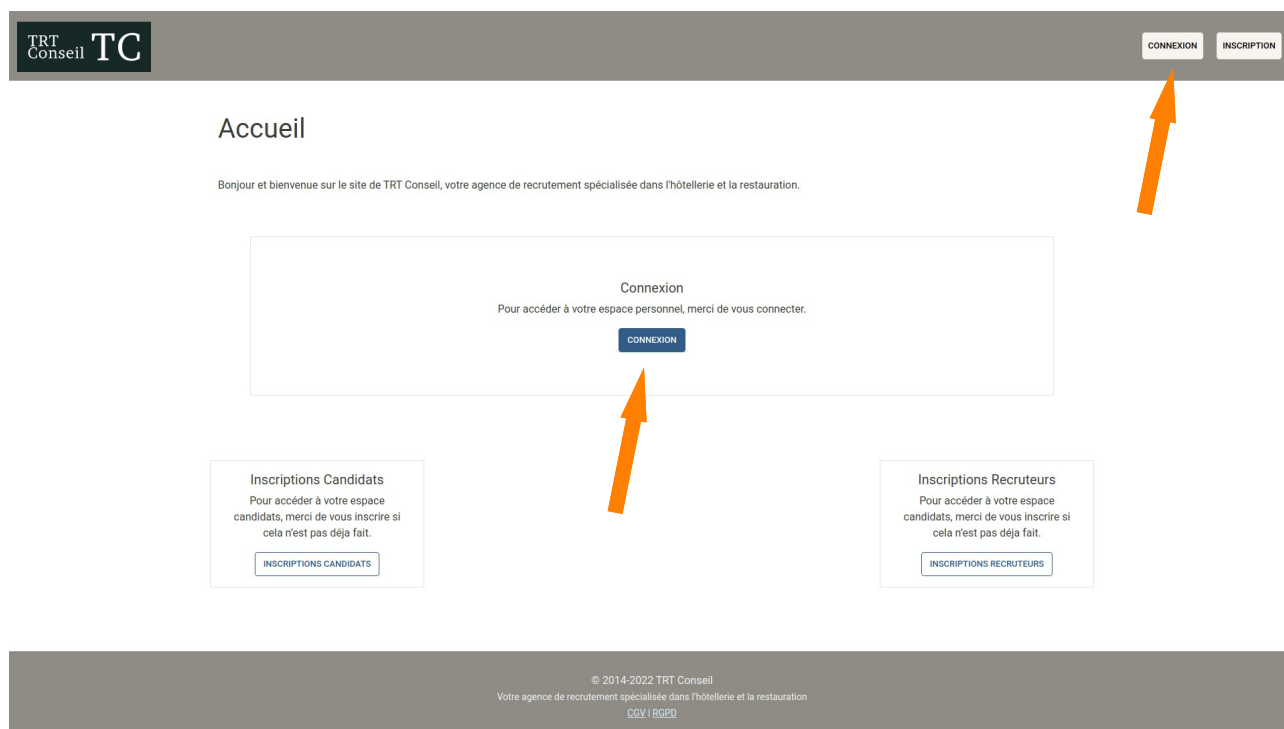 TRT
Conseil TC
CONNEXION INSCRIPTION
Accueil
Bonjour et bienvenue sur le site de TRT Conseil, votre agence de recrutement spécialisée dans l'hôtellerie et la restauration.
Connexion
Pour accéder à votre espace personnel, merci de vous connecter.
CONNEXION
Inscriptions Candidats
Pour accéder à votre espace
candidats, merci de vous inscrire si
cela n'est pas déja fait.
INSCRIPTIONS CANDIDATS
Inscriptions Recruteurs
Pour accéder à votre espace
candidats, merci de vous inscrire si
cela n'est pas déja fait.
INSCRIPTIONS RECRUTEURS
© 2014-2022 TRT Conseil
Votre agence de recrutement spécialisée dans l'hôtellerie et la restauration
CGV | RGPD